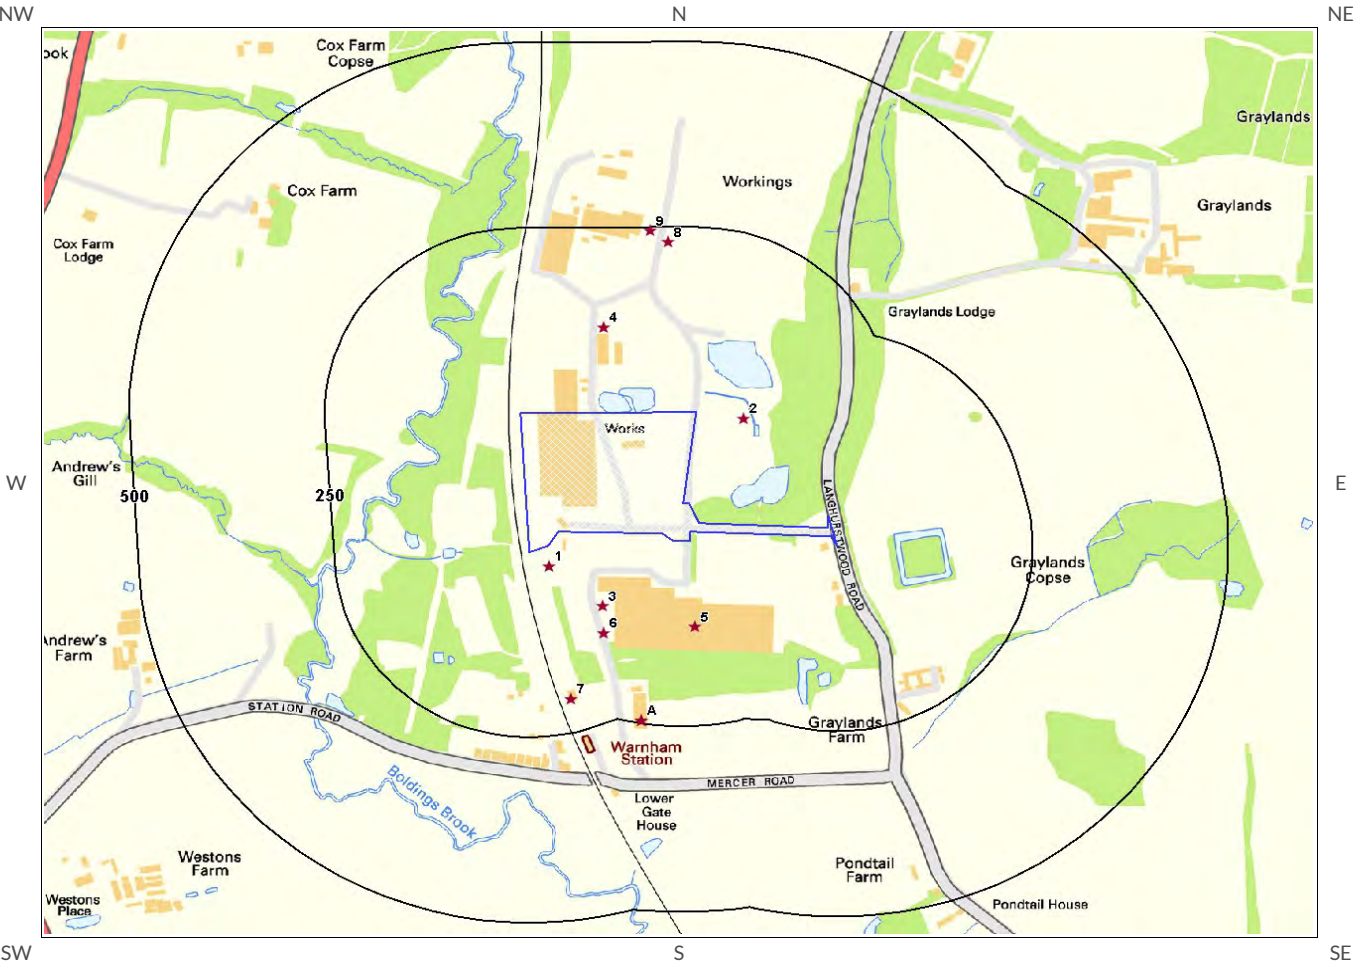 NW
N
NE
ook
Cox Farm
Copse
Graylands
Workings
Cox Farm
Graylands
9
8
Cox Farm
Lodge
Graylands Lodge
4
2
Works
Andrew's
Gill
500
250
LANGHURSTWOOD ROAD
W
E
1
Graylands
Copse
3
5
6
Andrew's
Farm
7
A
STATION ROAD
Graylands
Farm
Warnham
Station
MERCER ROAD
Boldings Brook
Lower
Gate
House
Westons
Farm
Pondtail
Farm
Westons
Place
Pondtail House
SW
S
SE